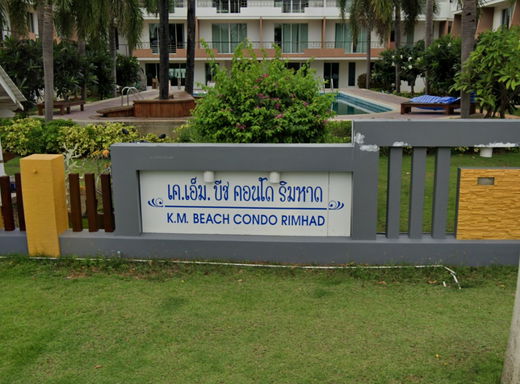 เค.เอ็ม. บีช คอนโด ริมหาด
K.M. BEACH CONDO RIMHAD